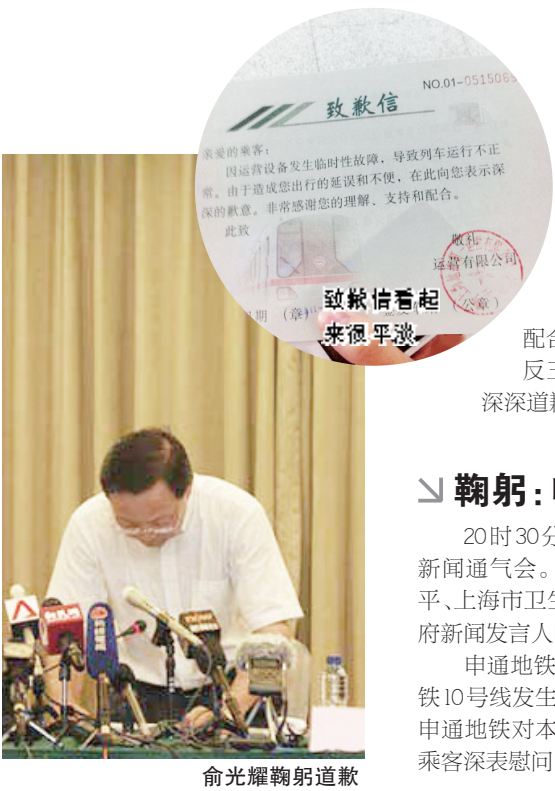 NO.01-051506
致歉信
亲爱的乘客：
因运营设备发生临时性故障，导致列车运行不正
常。由于造成您出行的延误和不便，在此向您表示深
深的歉意。非常感谢您的理解、支持和配合。
此致
敬礼
运营有限公司
期（章）
（公章）
致歉信看起
来很平淡
配合
反
深深道歉
鞠躬：
20时30分
新闻通气会。
平、上海市卫生
府新闻发言人
申通地铁
铁10号线发生
申通地铁对本
乘客深表慰问
俞光耀鞠躬道歉